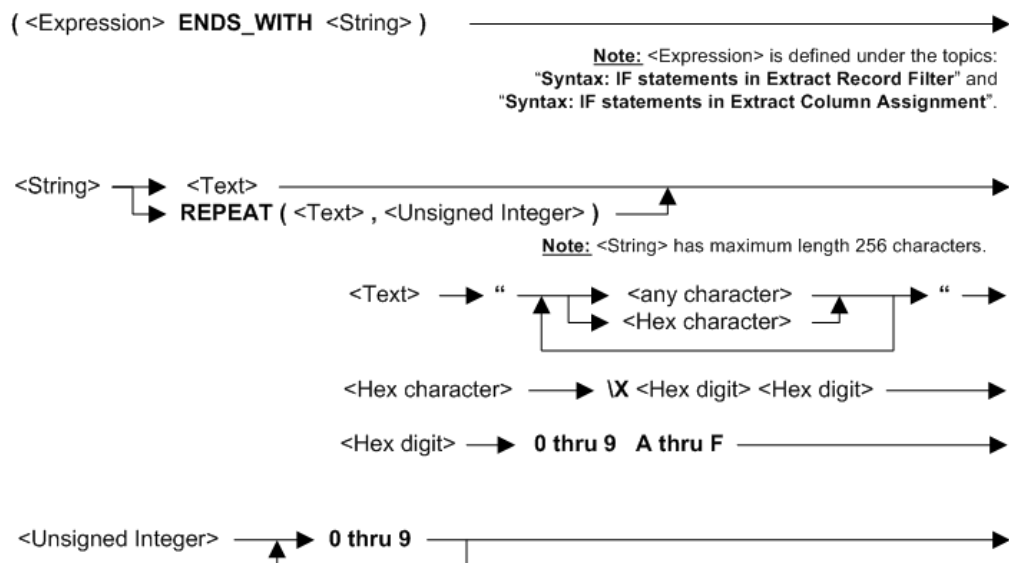 ( <Expression> ENDS_WITH <String> )
Note: <Expression> is defined under the topics:
“Syntax: IF statements in Extract Record Filter” and
“Syntax: IF statements in Extract Column Assignment”.
<String> <Text>
REPEAT ( <Text> , <Unsigned Integer> )
Note: <String> has maximum length 256 characters.
<Text> “ <any character> “
<Hex character>
<Hex character> \X <Hex digit> <Hex digit>
<Hex digit> 0 thru 9 A thru F
<Unsigned Integer> 0 thru 9